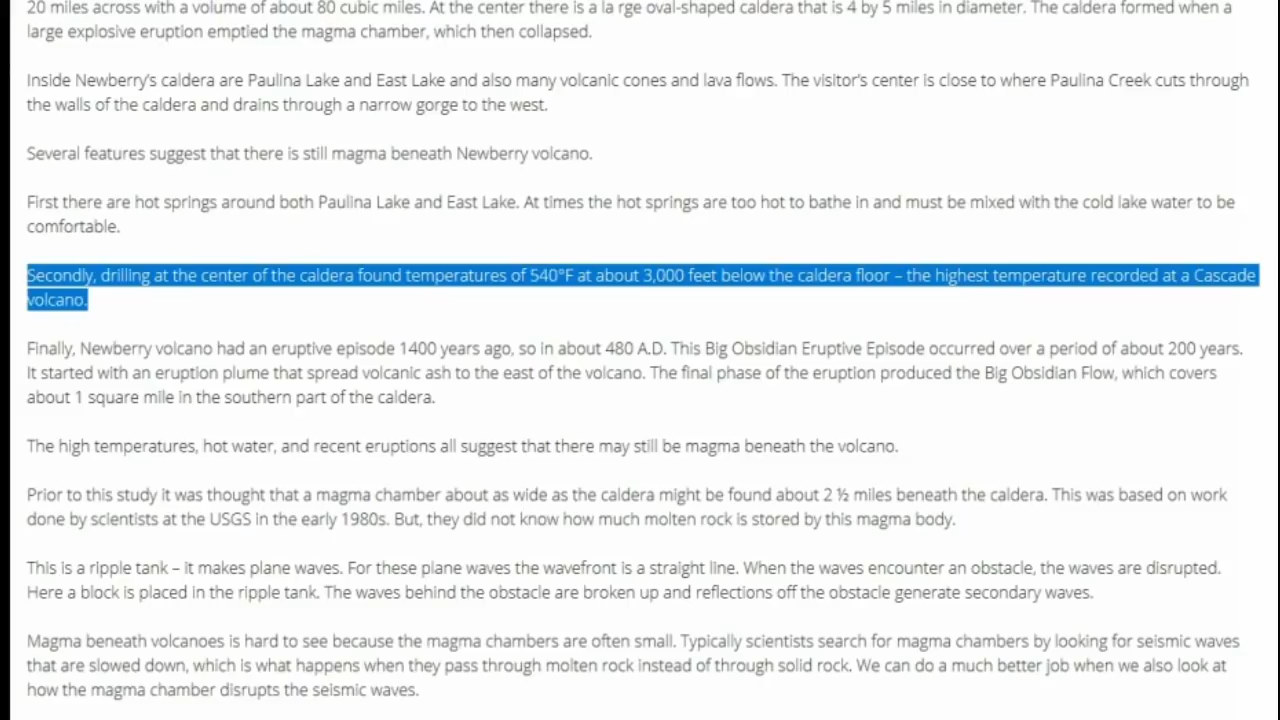 20 miles across with a volume of about 80 cubic miles. At the center there is a la rge oval-shaped caldera that is 4 by 5 miles in diameter. The caldera formed when a
large explosive eruption emptied the magma chamber, which then collapsed.
Inside Newberry's caldera are Paulina Lake and East Lake and also many volcanic cones and lava flows. The visitor's center is close to where Paulina Creek cuts through
the walls of the caldera and drains through a narrow gorge to the west.
Several features suggest that there is still magma beneath Newberry volcano.
First there are hot springs around both Paulina Lake and East Lake. At times the hot springs are too hot to bathe in and must be mixed with the cold lake water to be
comfortable.
Secondly, drilling at the center of the caldera found temperatures of 540°F at about 3,000 feet below the caldera floor – the highest temperature recorded at a Cascade
volcano.
Finally, Newberry volcano had an eruptive episode 1400 years ago, so in about 480 A.D. This Big Obsidian Eruptive Episode occurred over a period of about 200 years.
It started with an eruption plume that spread volcanic ash to the east of the volcano. The final phase of the eruption produced the Big Obsidian Flow, which covers
about 1 square mile in the southern part of the caldera.
The high temperatures, hot water, and recent eruptions all suggest that there may still be magma beneath the volcano.
Prior to this study it was thought that a magma chamber about as wide as the caldera might be found about 2 ½ miles beneath the caldera. This was based on work
done by scientists at the USGS in the early 1980s. But, they did not know how much molten rock is stored by this magma body.
This is a ripple tank – it makes plane waves. For these plane waves the wavefront is a straight line. When the waves encounter an obstacle, the waves are disrupted.
Here a block is placed in the ripple tank. The waves behind the obstacle are broken up and reflections off the obstacle generate secondary waves.
Magma beneath volcanoes is hard to see because the magma chambers are often small. Typically scientists search for magma chambers by looking for seismic waves
that are slowed down, which is what happens when they pass through molten rock instead of through solid rock. We can do a much better job when we also look at
how the magma chamber disrupts the seismic waves.